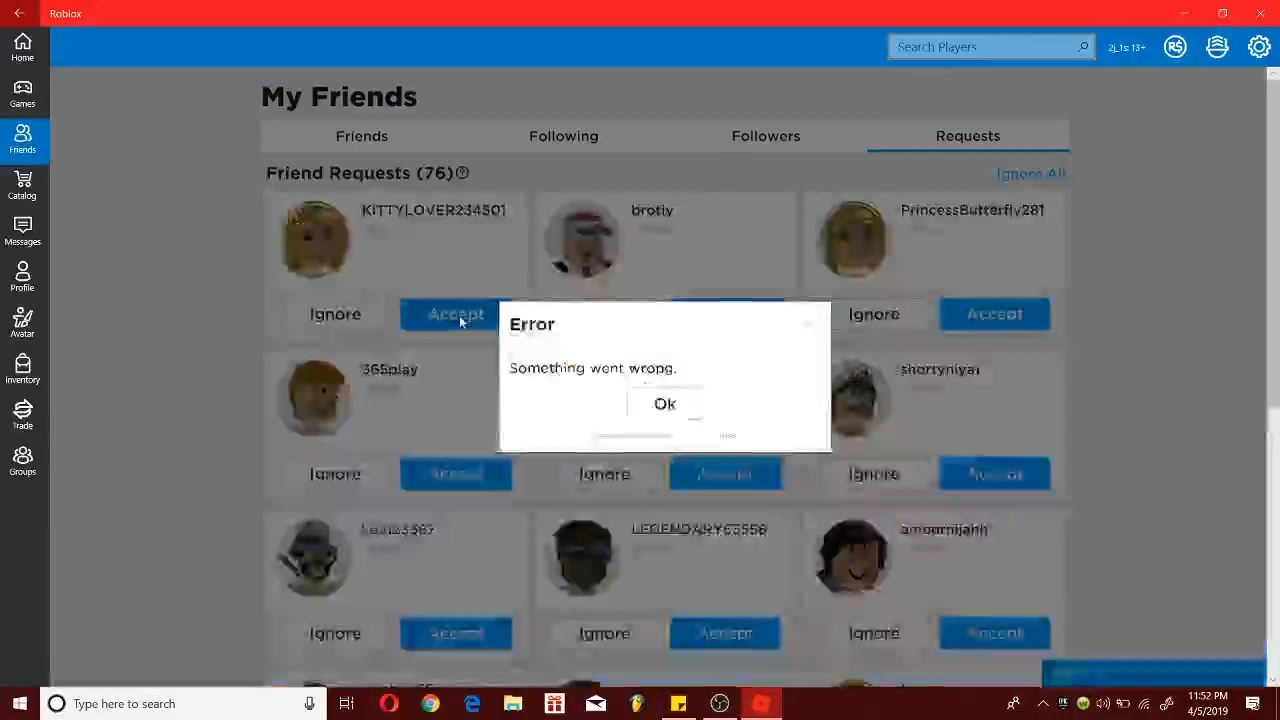 Roblox
Search Players
2j_1s: 13+
Home
Games
Friends
Catalog
Messages
Profile
Avatar
Inventory
Trade
Groups
My Friends
Friends Following Followers Requests
Friend Requests (76)
Ignore All
KITTYLOVER234501 brotiy PrincessButterfly281
Ignore Accept Ignore Accept
Error
Something went wrong.
Ok
365play
Ignore Accept Ignore Accept Ignore Accept
Ignore Accept Ignore Accept Ignore Accept
Type here to search
11:52 PM
4/5/2019